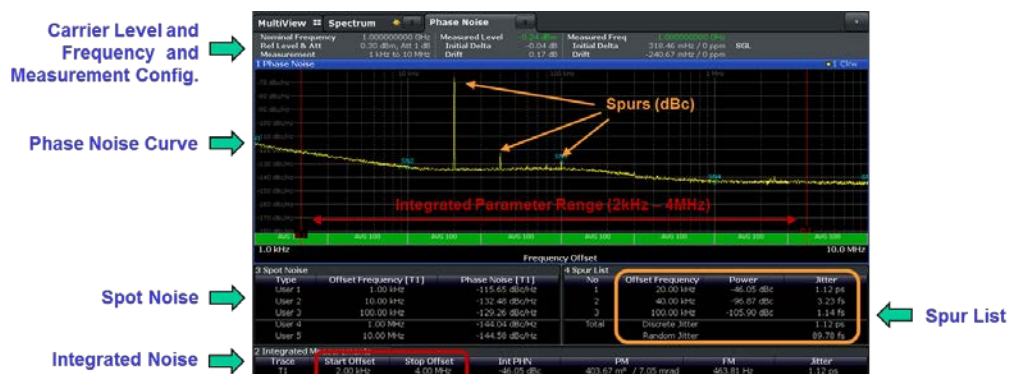 Carrier Level and
Frequency and
Measurement Config.
Phase Noise Curve
Spot Noise
Integrated Noise
MultiView Spectrum Phase Noise
Nominal Frequency 1.000000000 GHz Measured Level -0.24 dBm Measured Freq 1.000000000 GHz
Ref Level & Att 0.30 dBm, Att 1 dB Initial Delta -0.04 dB Initial Delta 318.46 mHz / 0 ppm SGL
Measurement 1 kHz to 10 MHz Drift 0.17 dB Drift -240.67 mHz / 0 ppm
1 Phase Noise 1 Clrw
10 kHz 1 MHz
Spurs (dBc)
SN2
SN4
Integrated Parameter Range (2kHz – 4MHz)
AVG 100 AVG 100 AVG 100 AVG 100 AVG 100 AVG 100
1.0 kHz 10.0 MHz
Frequency Offset
3 Spot Noise
Type Offset Frequency [T1] Phase Noise [T1]
User 1 1.00 kHz -115.65 dBc/Hz
User 2 10.00 kHz -132.48 dBc/Hz
User 3 100.00 kHz -129.26 dBc/Hz
User 4 1.00 MHz -144.04 dBc/Hz
User 5 10.00 MHz -144.58 dBc/Hz
4 Spur List
No Offset Frequency Power Jitter
1 20.00 kHz -46.05 dBc 1.12 ps
2 40.00 kHz -96.87 dBc 3.23 fs
3 100.00 kHz -105.90 dBc 1.14 fs
Total Discrete Jitter 1.12 ps
Random Jitter 89.78 fs
2 Integrated Measurements
Trace Start Offset Stop Offset Int PHN PM FM Jitter
T1 2.00 kHz 4.00 MHz -46.05 dBc 403.67 m° / 7.05 mrad 463.81 Hz 1.12 ps
Spur List